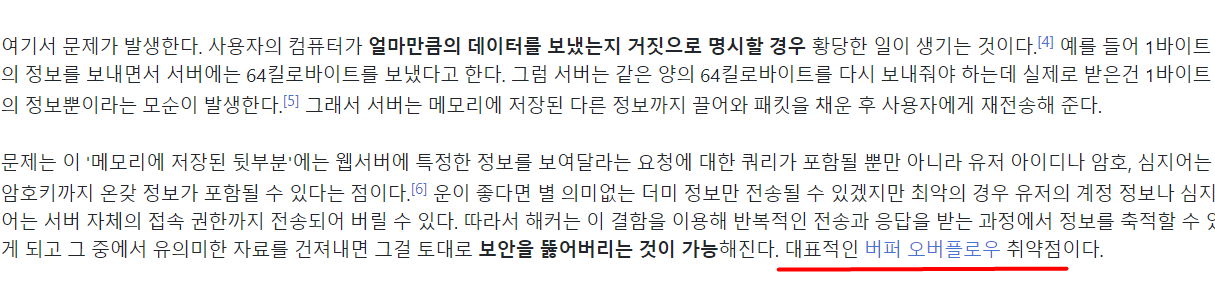 여기서 문제가 발생한다. 사용자의 컴퓨터가 얼마만큼의 데이터를 보냈는지 거짓으로 명시할 경우 황당한 일이 생기는 것이다.[4] 예를 들어 1바이트
의 정보를 보내면서 서버에는 64킬로바이트를 보냈다고 한다. 그럼 서버는 같은 양의 64킬로바이트를 다시 보내줘야 하는데 실제로 받은건 1바이트
의 정보뿐이라는 모순이 발생한다.[5] 그래서 서버는 메모리에 저장된 다른 정보까지 끌어와 패킷을 채운 후 사용자에게 재전송해 준다.
문제는 이 '메모리에 저장된 뒷부분'에는 웹서버에 특정한 정보를 보여달라는 요청에 대한 쿼리가 포함될 뿐만 아니라 유저 아이디나 암호, 심지어는
암호키까지 온갖 정보가 포함될 수 있다는 점이다.[6] 운이 좋다면 별 의미없는 더미 정보만 전송될 수 있겠지만 최악의 경우 유저의 계정 정보나 심지
어는 서버 자체의 접속 권한까지 전송되어 버릴 수 있다. 따라서 해커는 이 결함을 이용해 반복적인 전송과 응답을 받는 과정에서 정보를 축적할 수 있
게 되고 그 중에서 유의미한 자료를 건져내면 그걸 토대로 보안을 뚫어버리는 것이 가능해진다. 대표적인 버퍼 오버플로우 취약점이다.